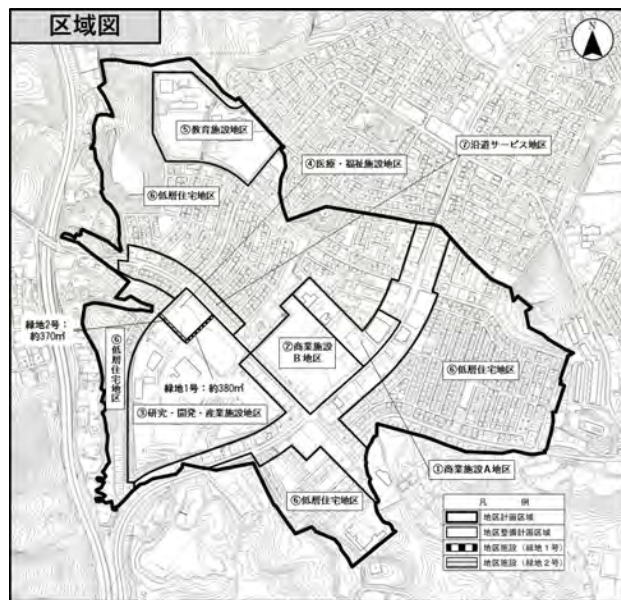 区域図
N
⑤教育施設地区
④医療・福祉施設地区
⑦沿道サービス地区
⑥低層住宅地区
緑地2号:
約370㎡
⑥低層住宅地区
②商業施設
B地区
⑥低層住宅地区
緑地1号:約380㎡
③研究・開発・産業施設地区
①商業施設A地区
⑥低層住宅地区
凡 例
地区計画区域
地区整備計画区域
地区施設(緑地1号)
地区施設(緑地2号)